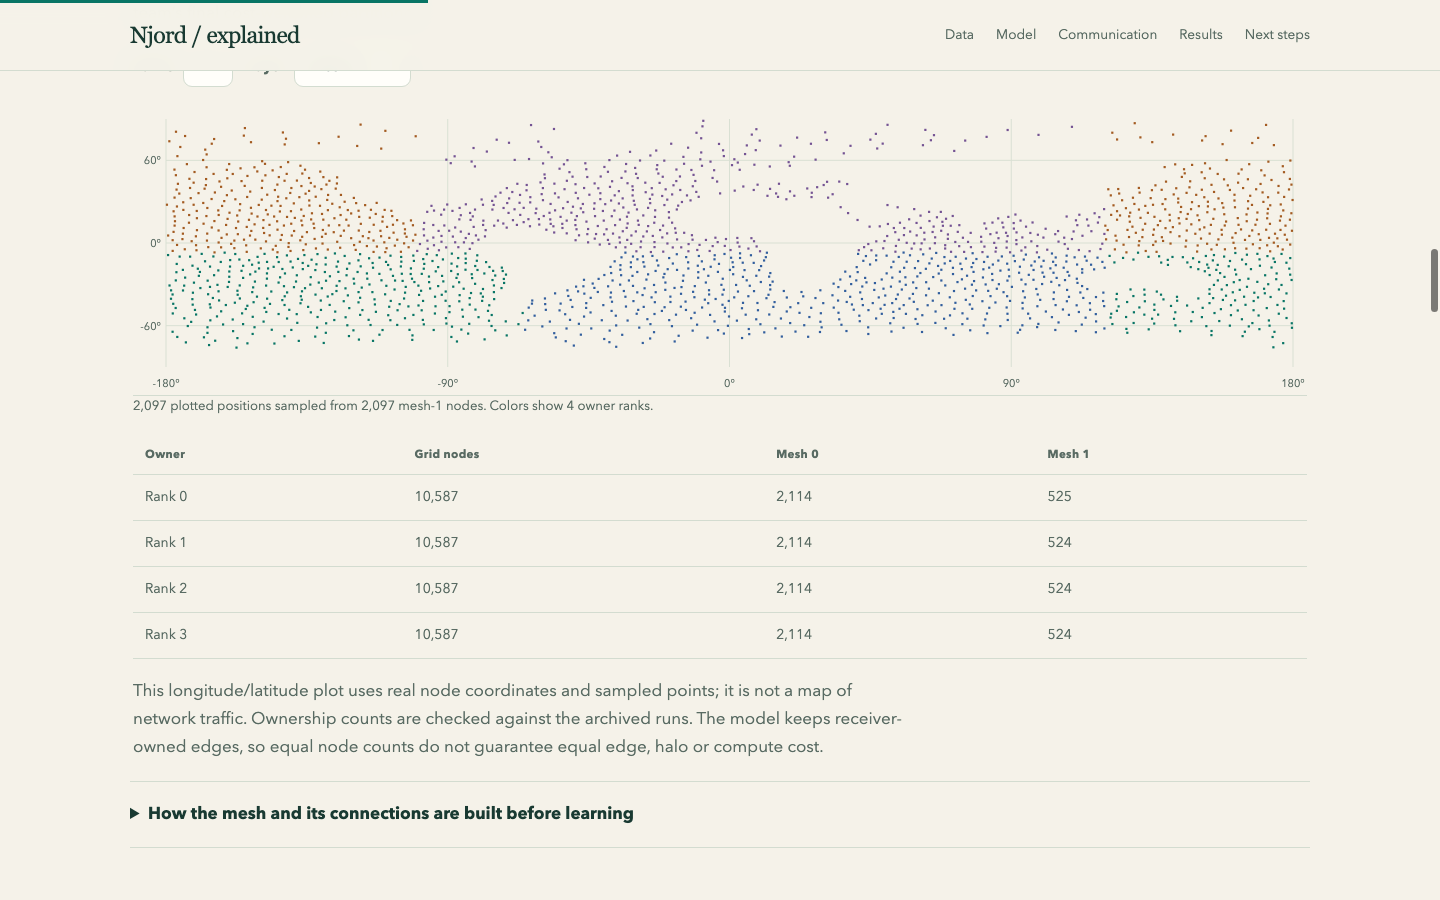 Njord / explained
Data Model Communication Results Next steps
60°
0°
-60°
-180° -90° 0° 90° 180°
2,097 plotted positions sampled from 2,097 mesh-1 nodes. Colors show 4 owner ranks.
Owner Grid nodes Mesh 0 Mesh 1
Rank 0 10,587 2,114 525
Rank 1 10,587 2,114 524
Rank 2 10,587 2,114 524
Rank 3 10,587 2,114 524
This longitude/latitude plot uses real node coordinates and sampled points; it is not a map of
network traffic. Ownership counts are checked against the archived runs. The model keeps receiver-
owned edges, so equal node counts do not guarantee equal edge, halo or compute cost.
How the mesh and its connections are built before learning